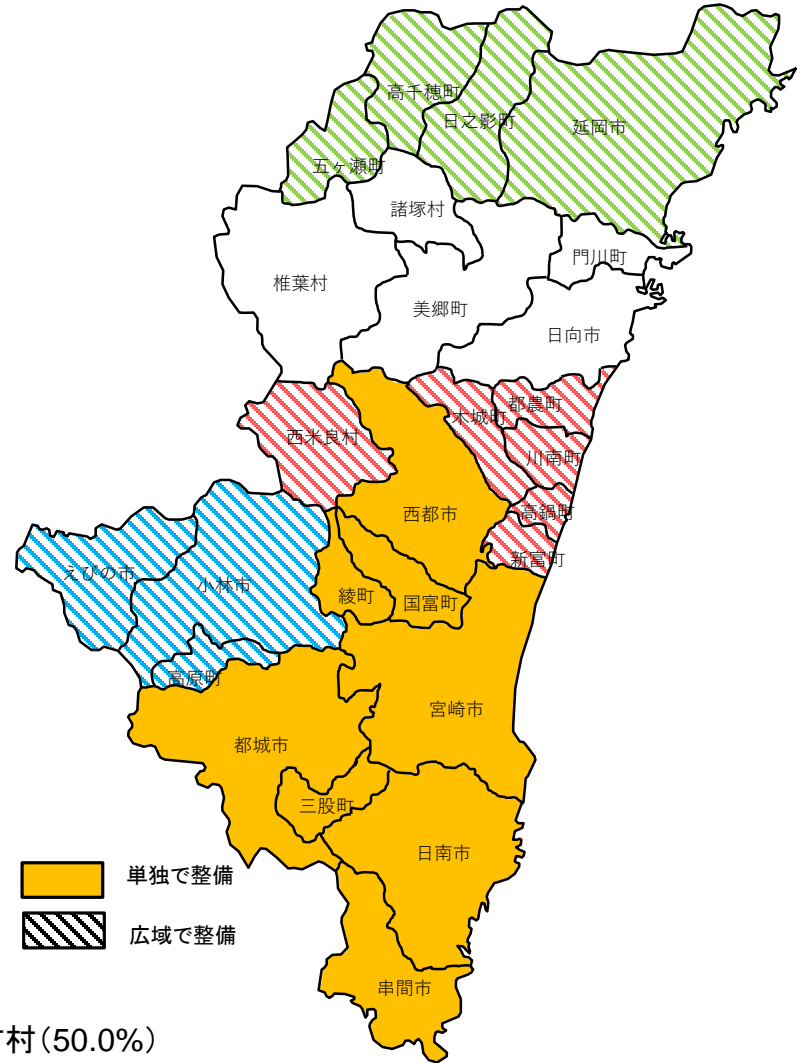 高千穂町
日之影町
延岡市
五ヶ瀬町
諸塚村
門川町
椎葉村
美郷町
日向市
木城町
都農町
西米良村
川南町
西都市
高鍋町
新富町
えびの市
小林市
綾町
国富町
高原町
宮崎市
都城市
三股町
日南市
単独で整備
広域で整備
串間市
村(50.0%)